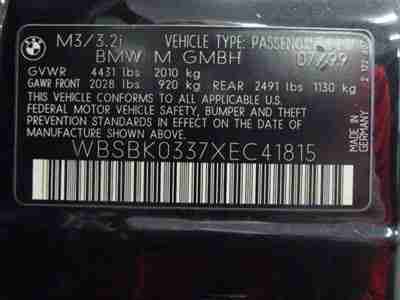 M3/3.2i VEHICLE TYPE: PASSENGER
BMW M GMBH 07/99
GVWR 4431 lbs 2010 kg
GAWR FRONT 2028 lbs 920 kg REAR 2491 lbs 1130 kg
THIS VEHICLE CONFORMS TO ALL APPLICABLE
FEDERAL MOTOR VEHICLE SAFETY, BUMPER AND THEFT
PREVENTION STANDARDS IN EFFECT ON THE DATE OF
MANUFACTURE SHOWN ABOVE.
WBSBK0337XEC41815
MADE IN
GERMANY